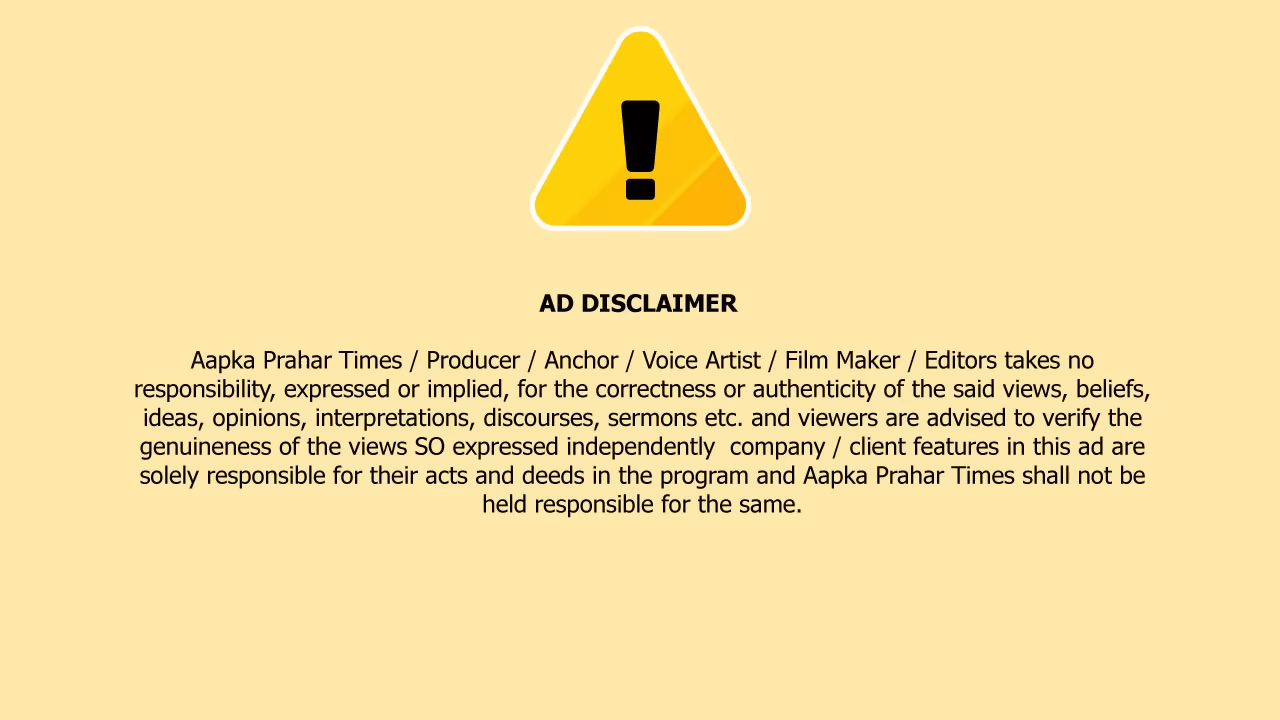 AD DISCLAIMER
Aapka Prahar Times / Producer / Anchor / Voice Artist / Film Maker / Editors takes no
responsibility, expressed or implied, for the correctness or authenticity of the said views, beliefs,
ideas, opinions, interpretations, discourses, sermons etc. and viewers are advised to verify the
genuineness of the views SO expressed independently  company / client features in this ad are
solely responsible for their acts and deeds in the program and Aapka Prahar Times shall not be
held responsible for the same.